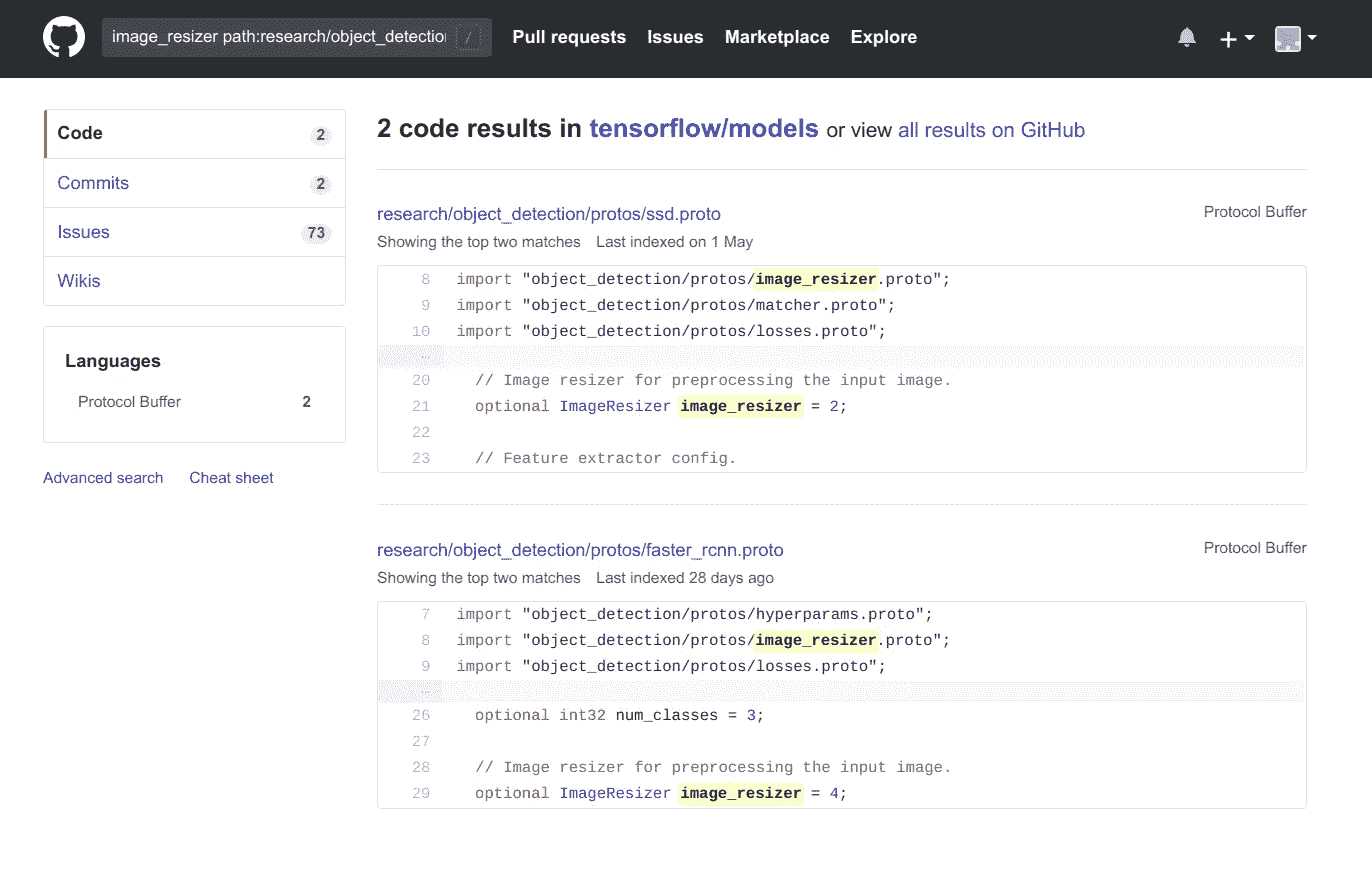 image_resizer path:research/object_detection /
Pull requests Issues Marketplace Explore
Code 2
Commits 2
Issues 73
Wikis
Languages
Protocol Buffer 2
Advanced search Cheat sheet
2 code results in tensorflow/models or view all results on GitHub
research/object_detection/protos/ssd.proto Protocol Buffer
Showing the top two matches Last indexed on 1 May
8 import "object_detection/protos/image_resizer.proto";
9 import "object_detection/protos/matcher.proto";
10 import "object_detection/protos/losses.proto";
…
20 // Image resizer for preprocessing the input image.
21 optional ImageResizer image_resizer = 2;
22
23 // Feature extractor config.
research/object_detection/protos/faster_rcnn.proto Protocol Buffer
Showing the top two matches Last indexed 28 days ago
7 import "object_detection/protos/hyperparams.proto";
8 import "object_detection/protos/image_resizer.proto";
9 import "object_detection/protos/losses.proto";
…
26 optional int32 num_classes = 3;
27
28 // Image resizer for preprocessing the input image.
29 optional ImageResizer image_resizer = 4;